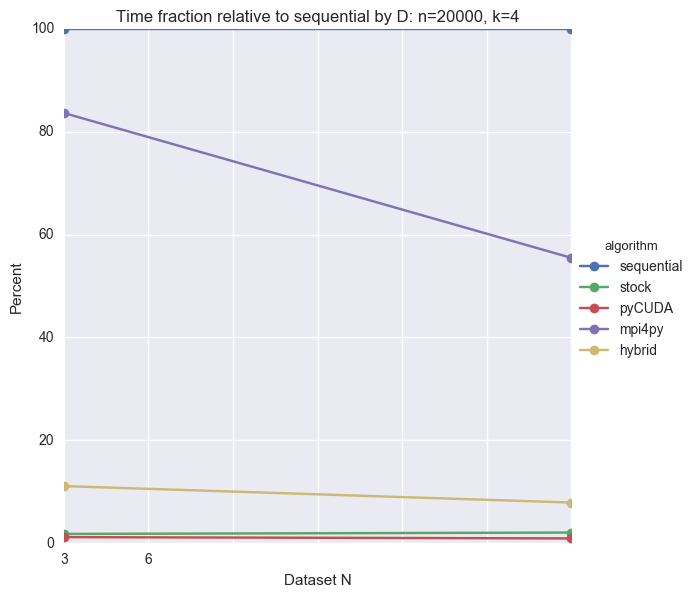 Time fraction relative to sequential by D: n=20000, k=4
100
80
60
40
20
0
Percent
3 6
Dataset N
algorithm
sequential
stock
pyCUDA
mpi4py
hybrid